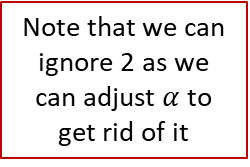 Note that we can
ignore 2 as we
can adjust 𝛼 to
get rid of it